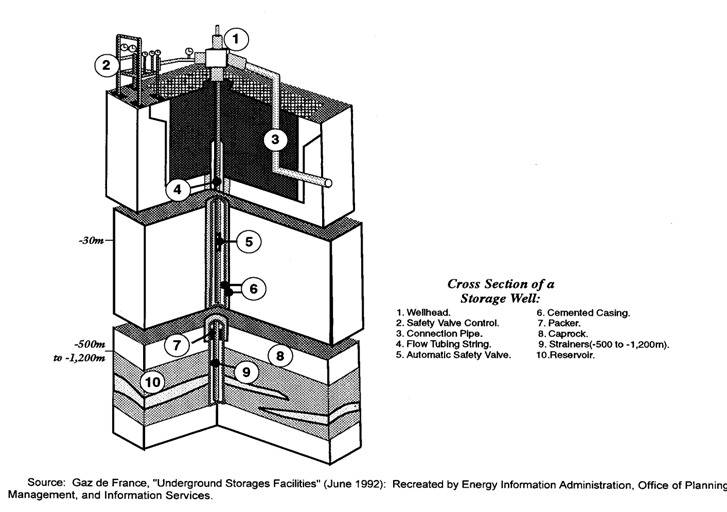 1
2
3
4
-30m
5
6
-500m
to -1,200m
7
8
9
10
Cross Section of a
Storage Well:
1. Wellhead.
2. Safety Valve Control.
3. Connection Pipe.
4. Flow Tubing String.
5. Automatic Safety Valve.
6. Cemented Casing.
7. Packer.
8. Caprock.
9. Strainers(-500 to -1,200m).
10.Reservoir.
Source: Gaz de France, "Underground Storages Facilities" (June 1992): Recreated by Energy Information Administration, Office of Planning
Management, and Information Services.